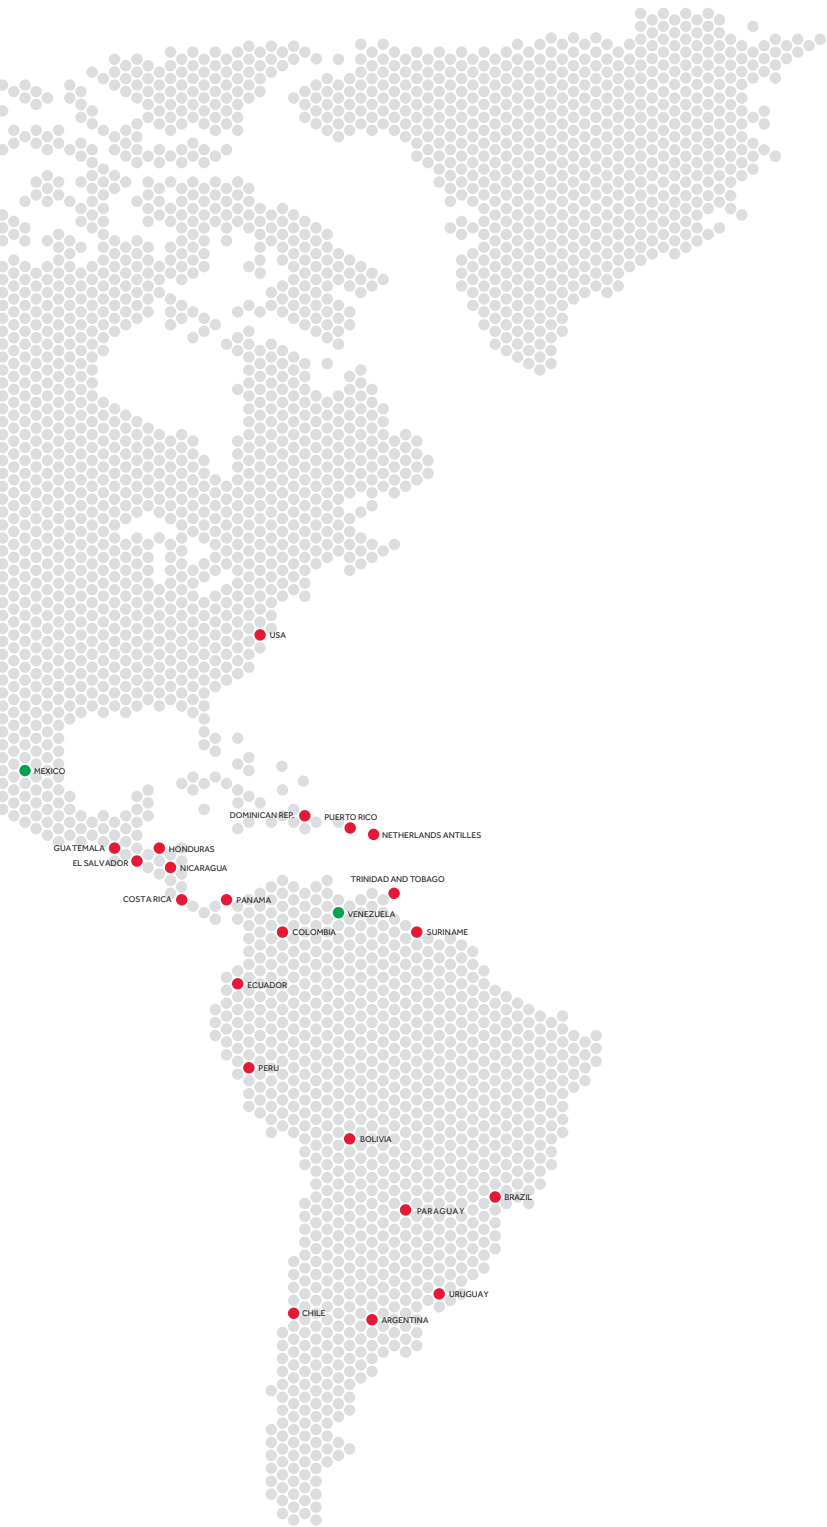 USA
MEXICO
DOMINICAN REP.
PUERTO RICO
NETHERLANDS ANTILLES
GUATEMALA
HONDURAS
EL SALVADOR
NICARAGUA
TRINIDAD AND TOBAGO
COSTA RICA
PANAMA
VENEZUELA
COLOMBIA
SURINAME
ECUADOR
PERU
BOLIVIA
BRAZIL
PARAGUAY
URUGUAY
CHILE
ARGENTINA